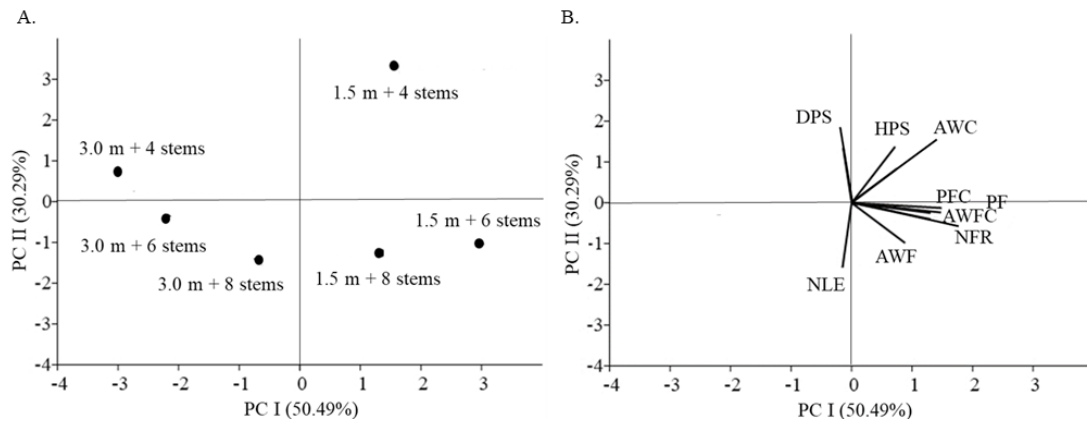 A.
3
1.5 m + 4 stems
2
3.0 m + 4 stems
1
0
1.5 m + 6 stems
-1
3.0 m + 6 stems
3.0 m + 8 stems
1.5 m + 8 stems
-2
-3
-4
-4 -3 -2 -1 0 1 2 3
PC II (30.29%)
PC I (50.49%)
B.
3
2
DPS
HPS
AWC
1
PFC
PF
0
AWFC
NFR
-1
AWF
NLE
-2
-3
-4
-4 -3 -2 -1 0 1 2 3
PC II (30.29%)
PC I (50.49%)